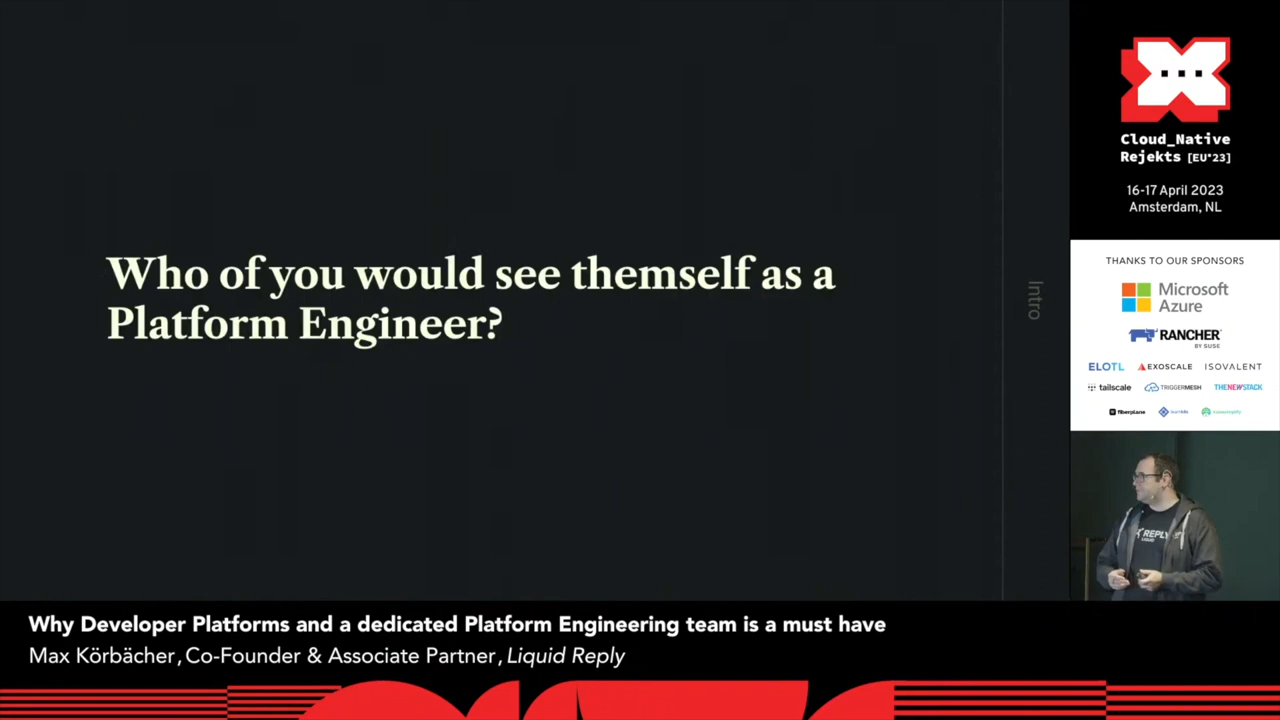 Who of you would see themself as a
Platform Engineer?
Intro
Cloud_Native
Rejekts [EU'23]
16-17 April 2023
Amsterdam, NL
THANKS TO OUR SPONSORS
Microsoft
Azure
RANCHER
BY SUSE
ELOTL
EXOSCALE
ISOVALENT
tailscale
TRIGGERMESH
THENEWSTACK
fiberplane
REPLY
LIQUID
Why Developer Platforms and a dedicated Platform Engineering team is a must have
Max Körbächer, Co-Founder & Associate Partner, Liquid Reply